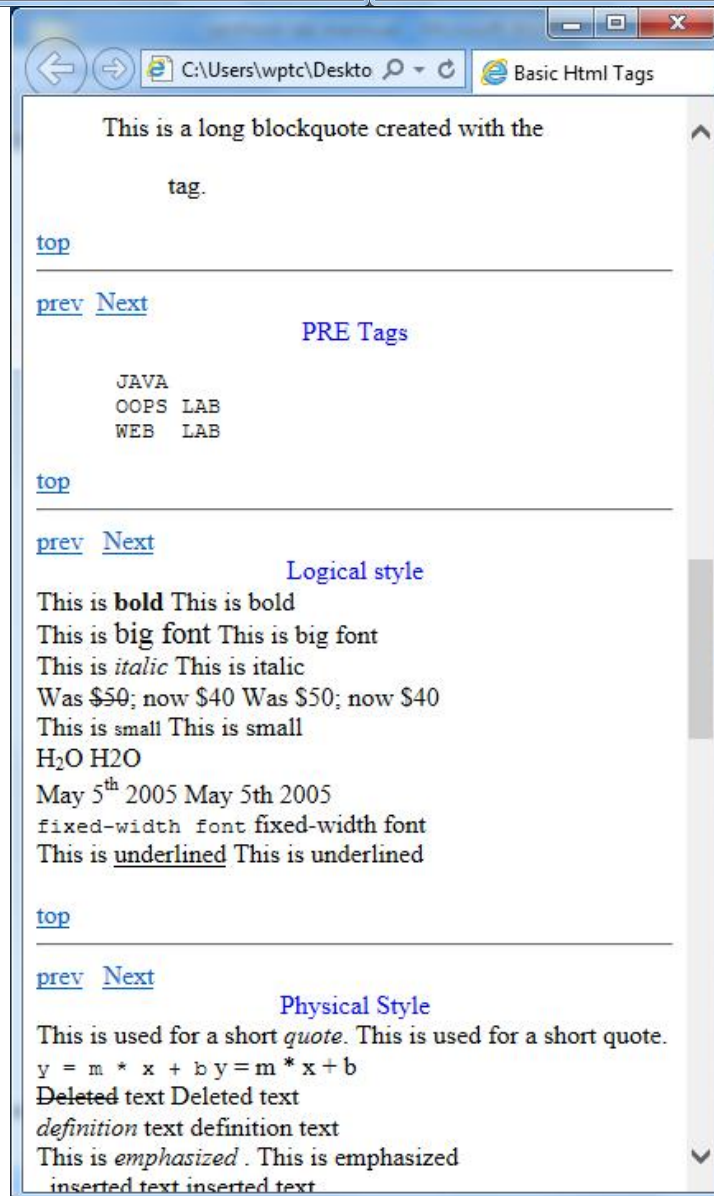 C:\Users\wptc\Deskto
Basic Html Tags
This is a long blockquote created with the
tag.
top
prev Next
PRE Tags
JAVA
OOPS LAB
WEB  LAB
top
prev Next
Logical style
This is bold This is bold
This is big font This is big font
This is italic This is italic
Was $50; now $40 Was $50; now $40
This is small This is small
H₂O H2O
May 5ᵗʰ 2005 May 5th 2005
fixed-width font fixed-width font
This is underlined This is underlined
top
prev Next
Physical Style
This is used for a short quote. This is used for a short quote.
y = m * x + b y = m * x + b
Deleted text Deleted text
definition text definition text
This is emphasized . This is emphasized
inserted text inserted text